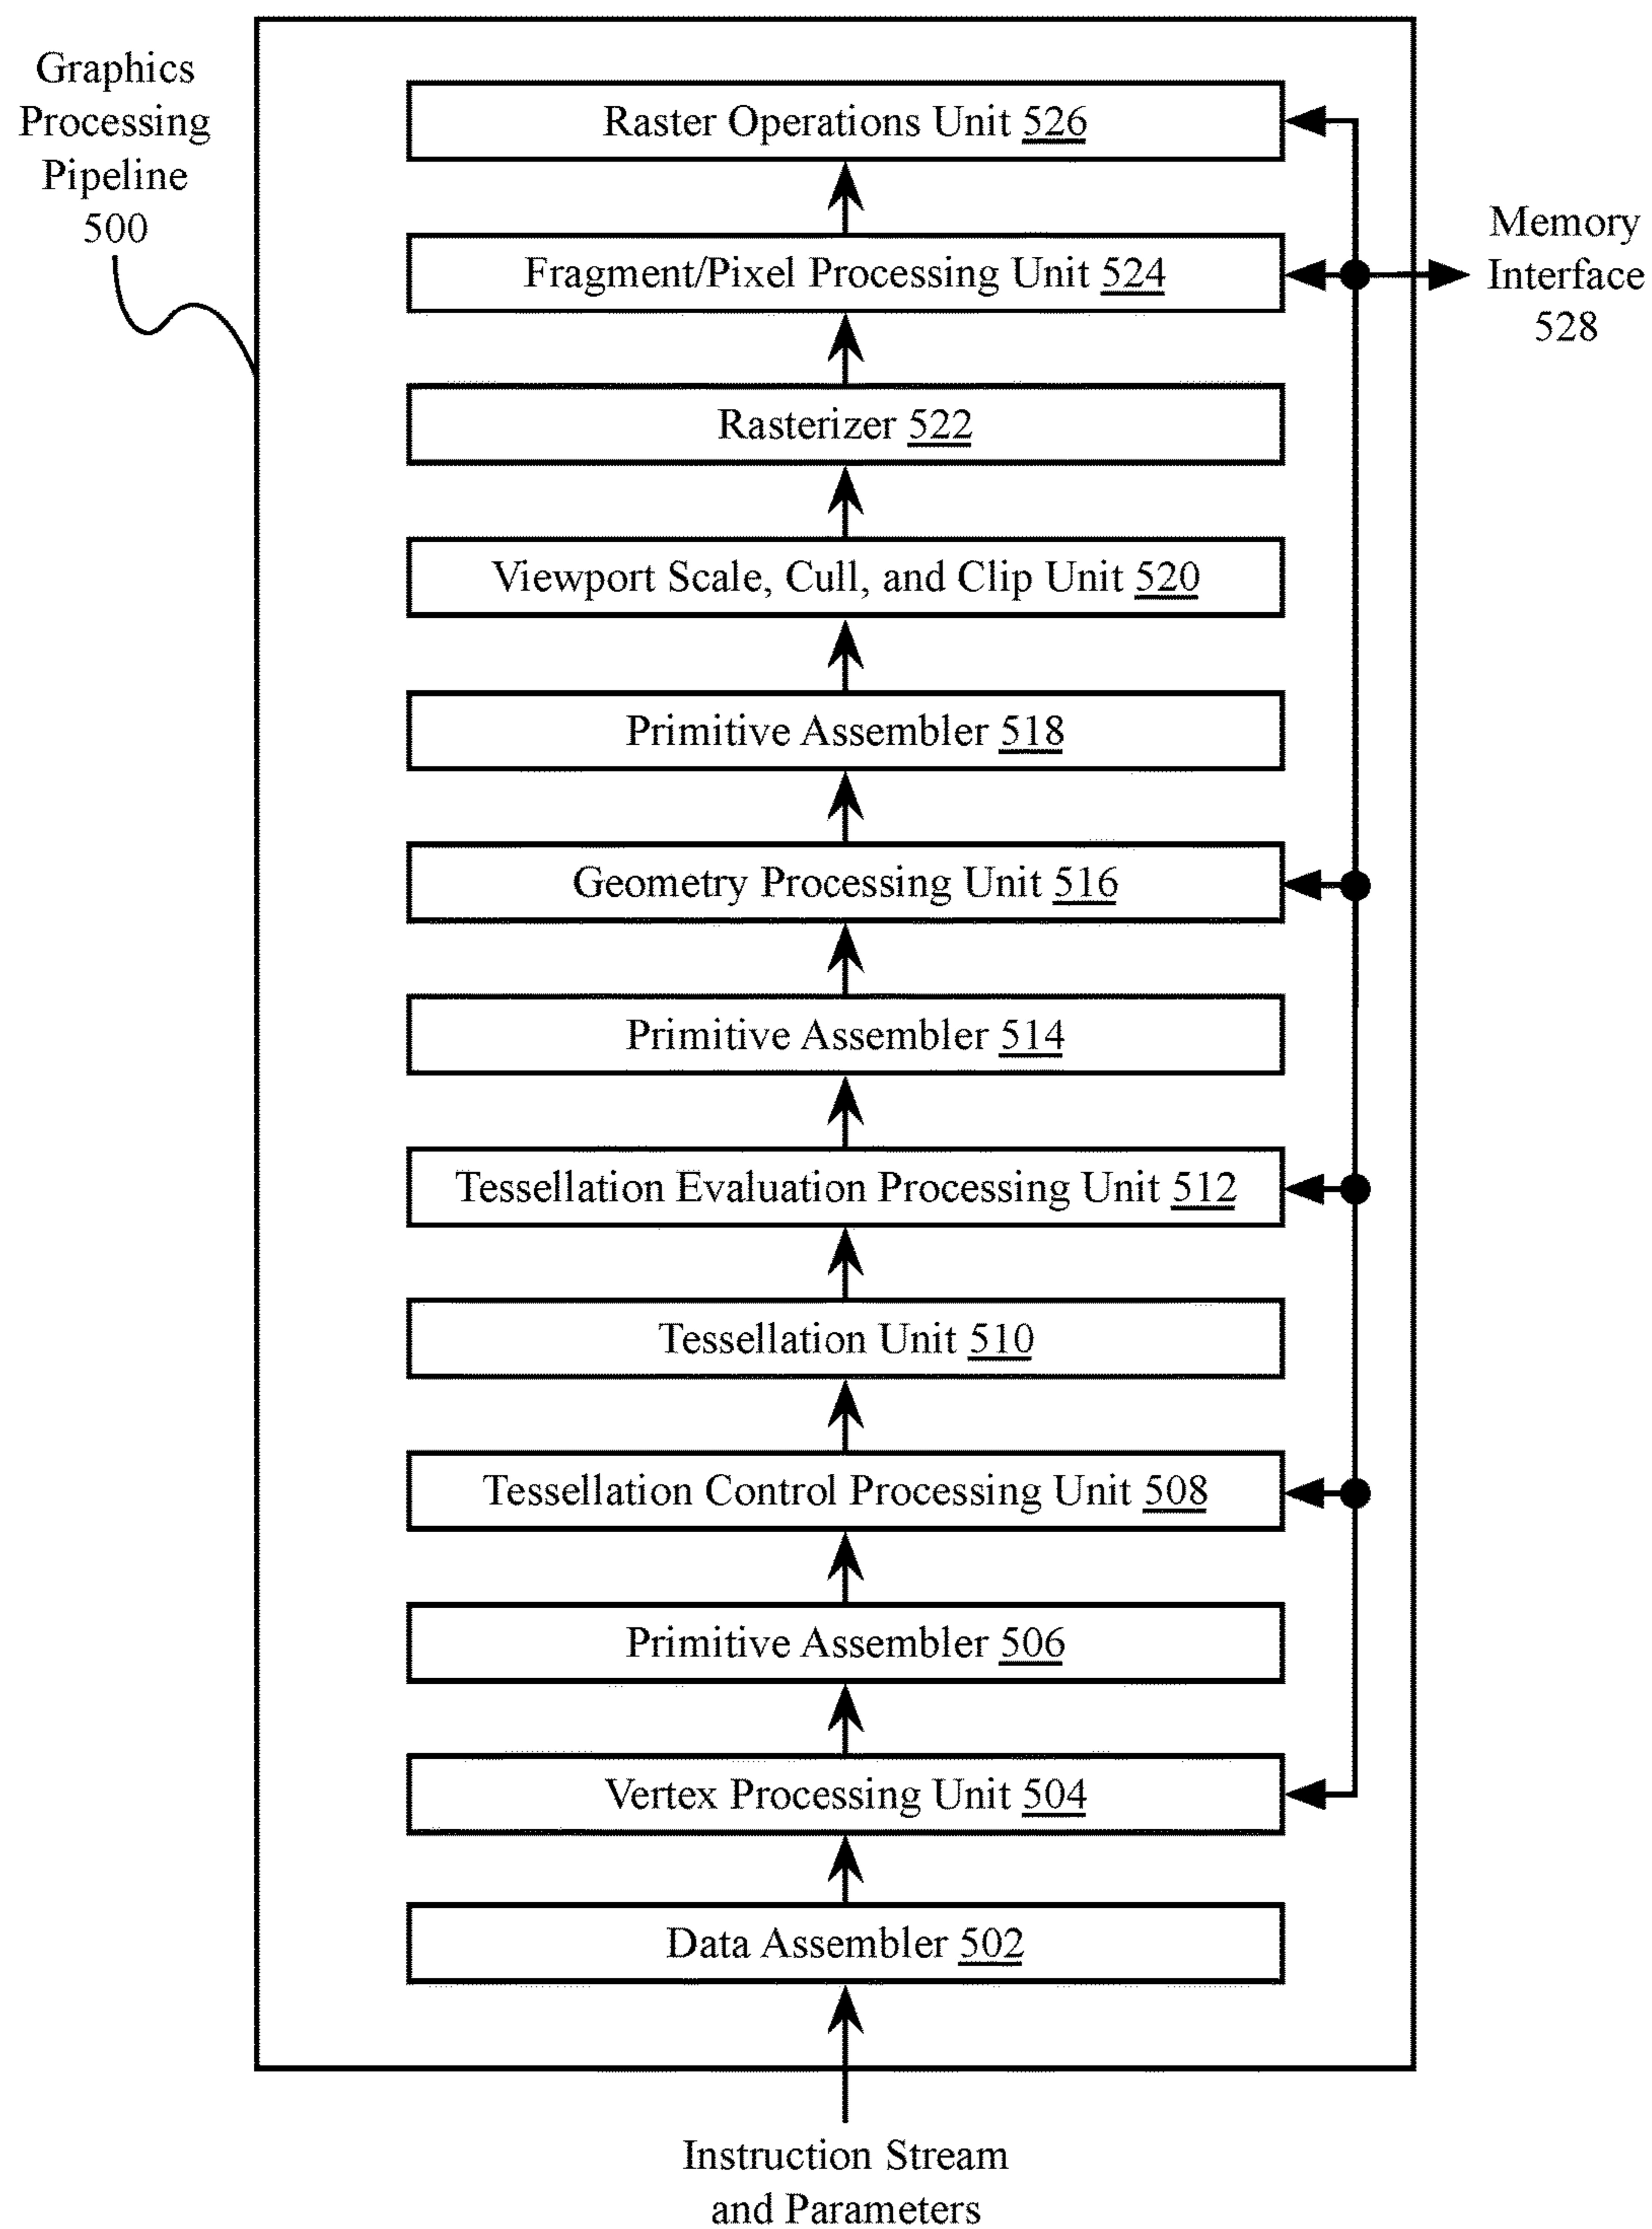 Graphics
Processing
Pipeline
500
Raster Operations Unit 526
Fragment/Pixel Processing Unit 524
Memory
Interface
528
Rasterizer 522
Viewport Scale, Cull, and Clip Unit 520
Primitive Assembler 518
Geometry Processing Unit 516
Primitive Assembler 514
Tessellation Evaluation Processing Unit 512
Tessellation Unit 510
Tessellation Control Processing Unit 508
Primitive Assembler 506
Vertex Processing Unit 504
Data Assembler 502
Instruction Stream
and Parameters